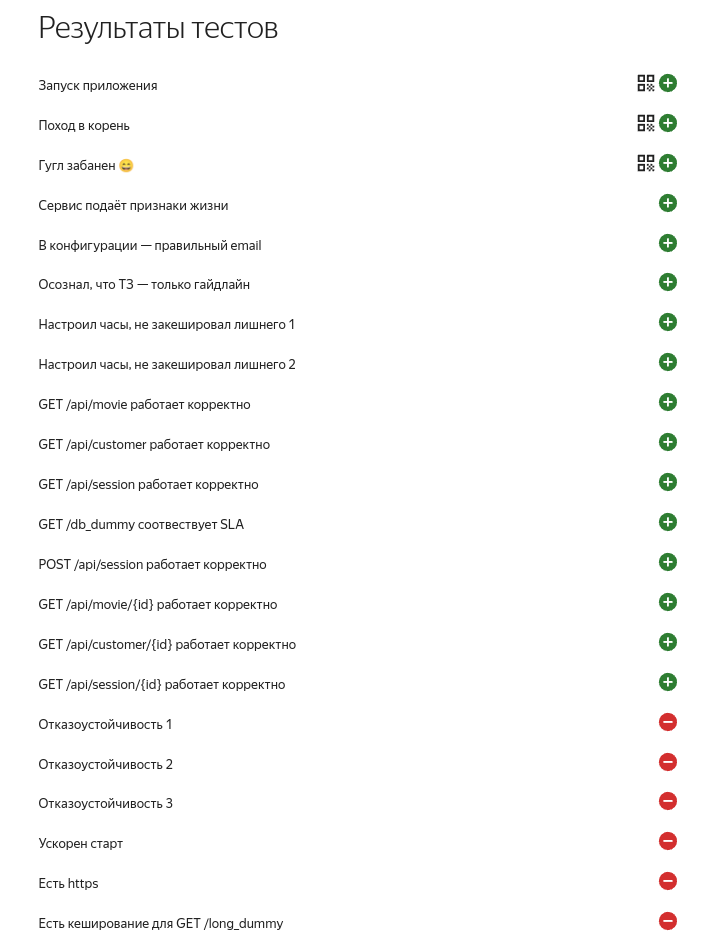 Результаты тестов
Запуск приложения
Поход в корень
Гугл забанен 😄
Сервис подаёт признаки жизни
В конфигурации — правильный email
Осознал, что ТЗ — только гайдлайн
Настроил часы, не закешировал лишнего 1
Настроил часы, не закешировал лишнего 2
GET /api/movie работает корректно
GET /api/customer работает корректно
GET /api/session работает корректно
GET /db_dummy соотвествует SLA
POST /api/session работает корректно
GET /api/movie/{id} работает корректно
GET /api/customer/{id} работает корректно
GET /api/session/{id} работает корректно
Отказоустойчивость 1
Отказоустойчивость 2
Отказоустойчивость 3
Ускорен старт
Есть https
Есть кеширование для GET /long_dummy